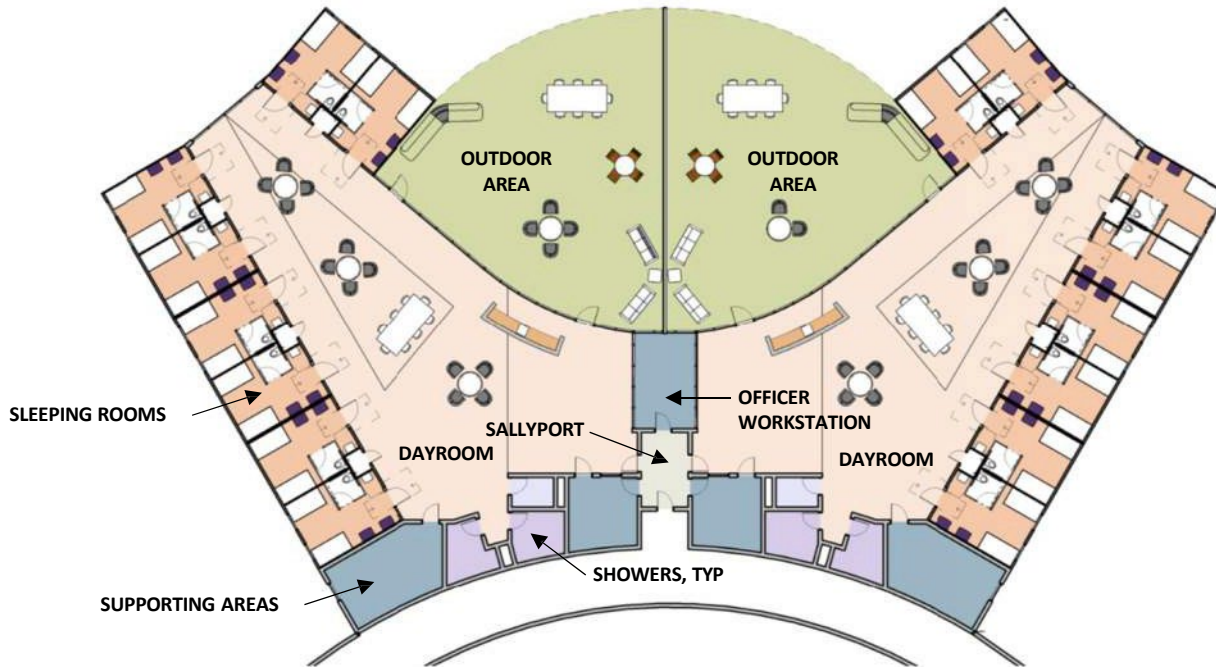 OUTDOOR
AREA
OUTDOOR
AREA
SLEEPING ROOMS
OFFICER
WORKSTATION
SALLYPORT
DAYROOM
DAYROOM
SHOWERS, TYP
SUPPORTING AREAS